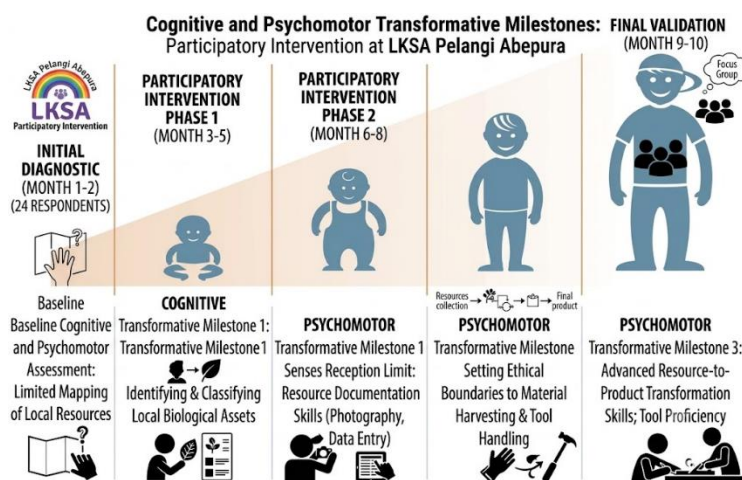 Cognitive and Psychomotor Transformative Milestones:
Participatory Intervention at LKSA Pelangi Abepura
FINAL VALIDATION
(MONTH 9-10)
Focus
Group
LKSA Pelangi Abepura
LKSA
Participatory Intervention
INITIAL
DIAGNOSTIC
(MONTH 1-2)
(24 RESPONDENTS)
?
PARTICIPATORY
INTERVENTION
PHASE 1
(MONTH 3-5)
PARTICIPATORY
INTERVENTION
PHASE 2
(MONTH 6-8)
Resources
collection
Final
product
Baseline
Baseline Cognitive
and Psychomotor
Assessment:
Limited Mapping
of Local Resources
?
COGNITIVE
Transformative Milestone 1:
Transformative Milestone1
Identifying & Classifying
Local Biological Assets
PSYCHOMOTOR
Transformative Milestone 1
Senses Reception Limit:
Resource Documentation
Skills (Photography,
Data Entry)
PSYCHOMOTOR
Transformative Milestone
Setting Ethical
Boundaries to Material
Harvesting & Tool
Handling
PSYCHOMOTOR
Transformative Milestone 3:
Advanced Resource-to-
Product Transformation
Skills; Tool Proficiency